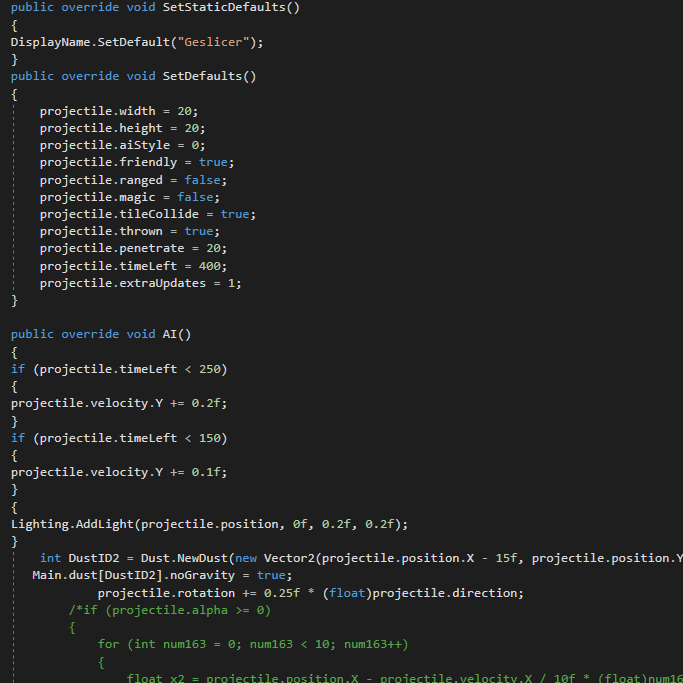 public override void SetStaticDefaults()
{
DisplayName.SetDefault("Geslicer");
}
public override void SetDefaults()
{
projectile.width = 20;
projectile.height = 20;
projectile.aiStyle = 0;
projectile.friendly = true;
projectile.ranged = false;
projectile.magic = false;
projectile.tileCollide = true;
projectile.thrown = true;
projectile.penetrate = 20;
projectile.timeLeft = 400;
projectile.extraUpdates = 1;
}
public override void AI()
{
if (projectile.timeLeft < 250)
{
projectile.velocity.Y += 0.2f;
}
if (projectile.timeLeft < 150)
{
projectile.velocity.Y += 0.1f;
}
{
Lighting.AddLight(projectile.position, 0f, 0.2f, 0.2f);
}
int DustID2 = Dust.NewDust(new Vector2(projectile.position.X - 15f, projectile.position.Y
Main.dust[DustID2].noGravity = true;
projectile.rotation += 0.25f * (float)projectile.direction;
/*if (projectile.alpha >= 0)
{
for (int num163 = 0; num163 < 10; num163++)
{
float x2 = projectile.position.X - projectile.velocity.X / 10f * (float)num16